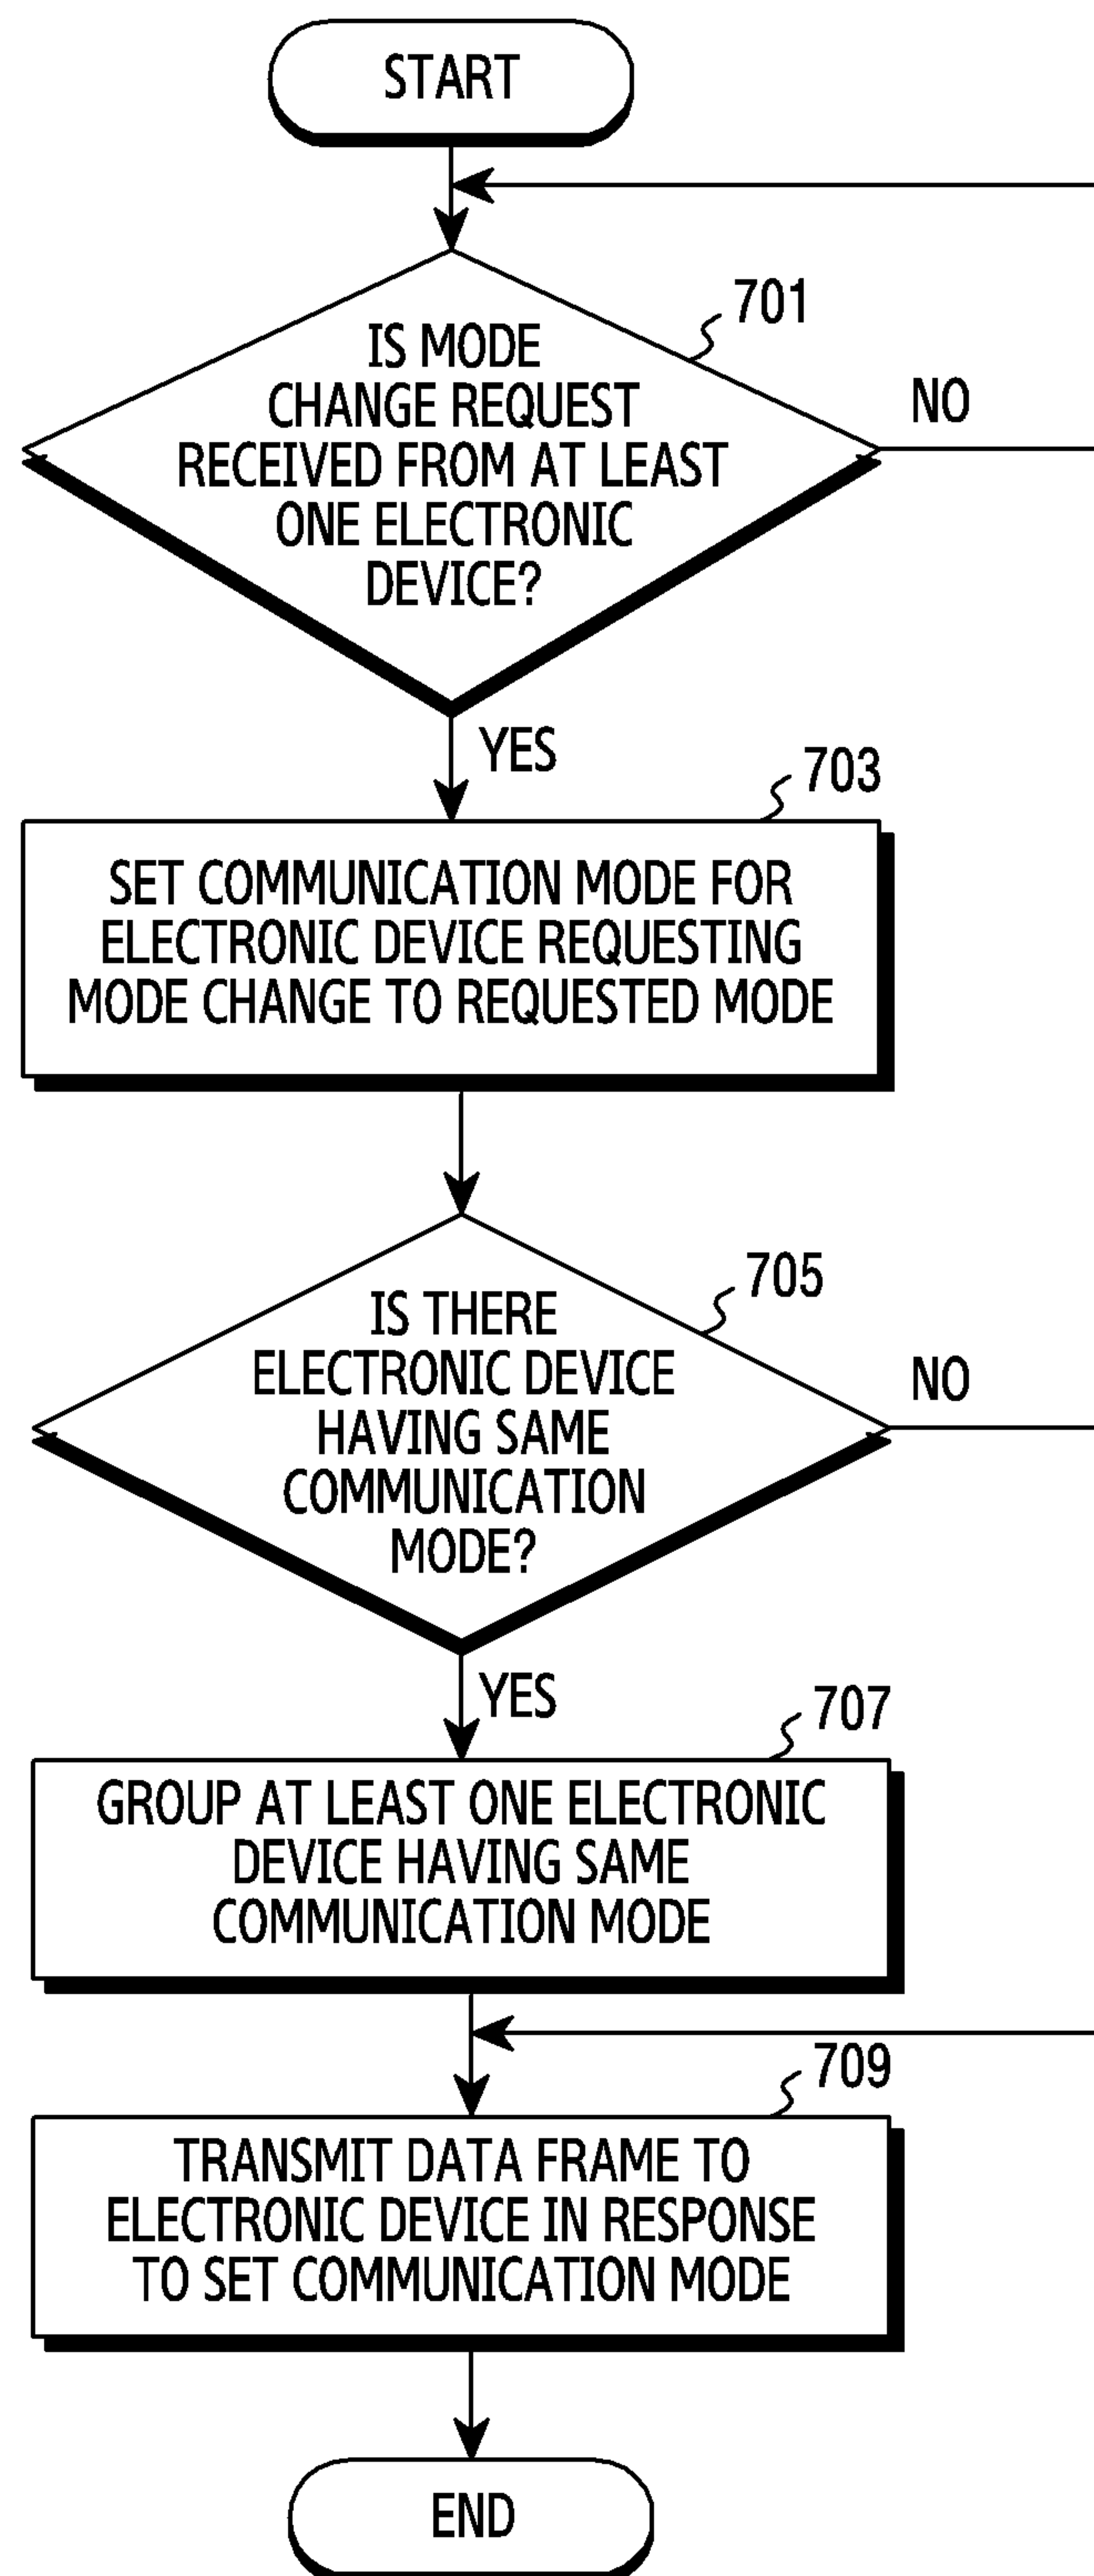 START
701
IS MODE
CHANGE REQUEST
RECEIVED FROM AT LEAST
ONE ELECTRONIC
DEVICE?
NO
YES
703
SET COMMUNICATION MODE FOR
ELECTRONIC DEVICE REQUESTING
MODE CHANGE TO REQUESTED MODE
705
IS THERE
ELECTRONIC DEVICE
HAVING SAME
COMMUNICATION
MODE?
NO
YES
707
GROUP AT LEAST ONE ELECTRONIC
DEVICE HAVING SAME
COMMUNICATION MODE
709
TRANSMIT DATA FRAME TO
ELECTRONIC DEVICE IN RESPONSE
TO SET COMMUNICATION MODE
END